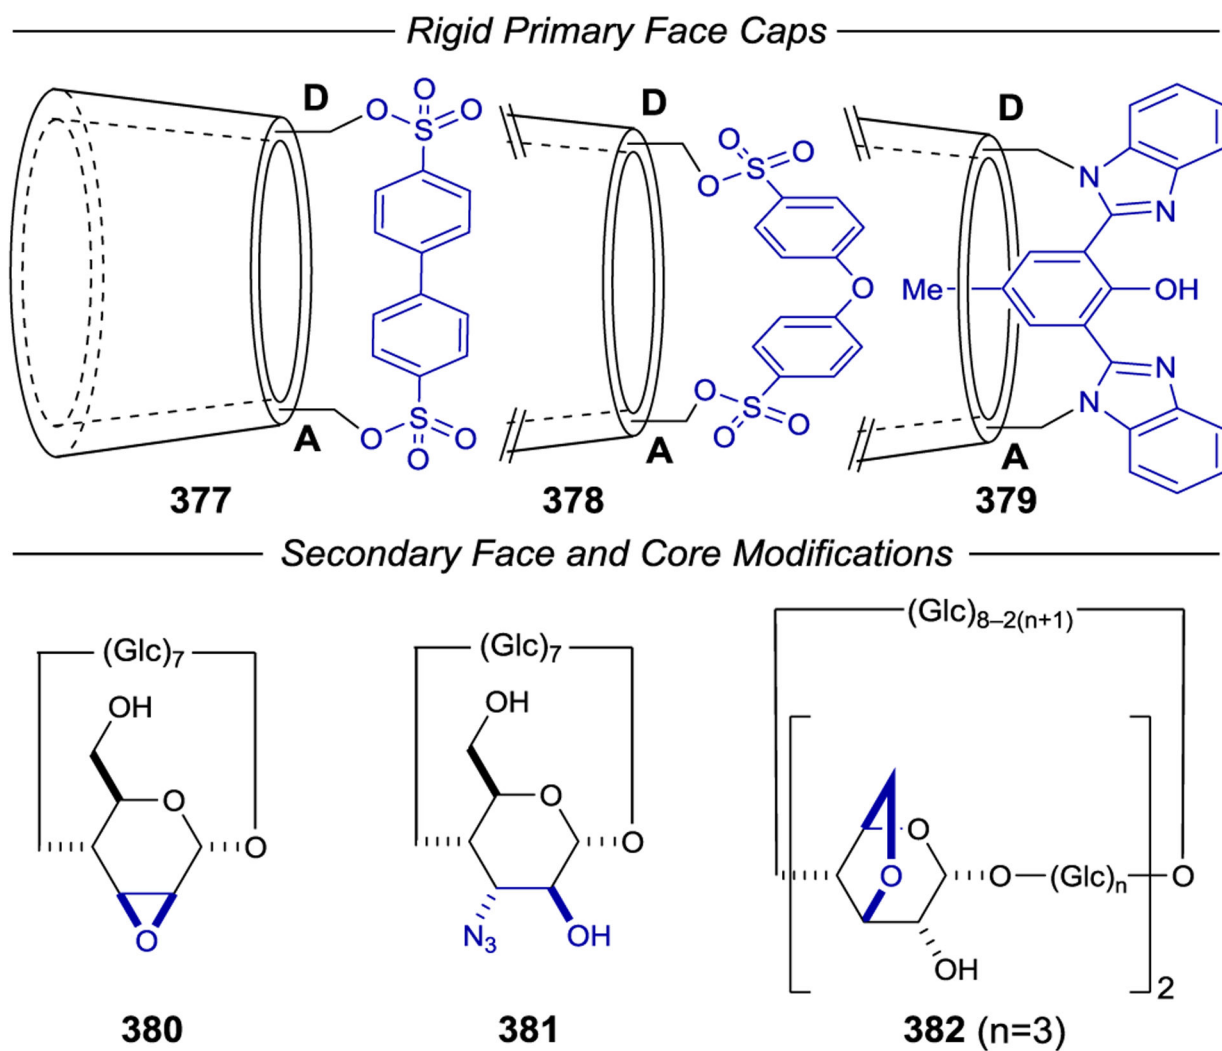 Rigid Primary Face Caps
D
O
O
O
S
S
O
O
O
A
377
D
O
O
O
S
O
O
S
O
O
A
378
D
N
N
Me
OH
N
N
A
379
Secondary Face and Core Modifications
(Glc)7
OH
O
O
O
380
(Glc)7
OH
O
O
N3
OH
381
(Glc)8–2(n+1)
O
O
O
(Glc)n
O
OH
2
382 (n=3)